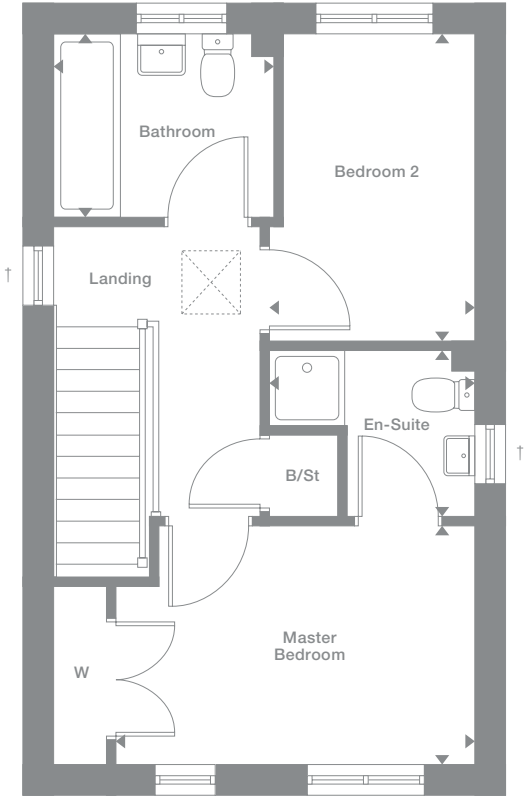 Bathroom
Bedroom 2
Landing
†
En-Suite
†
B/St
Master
Bedroom
W